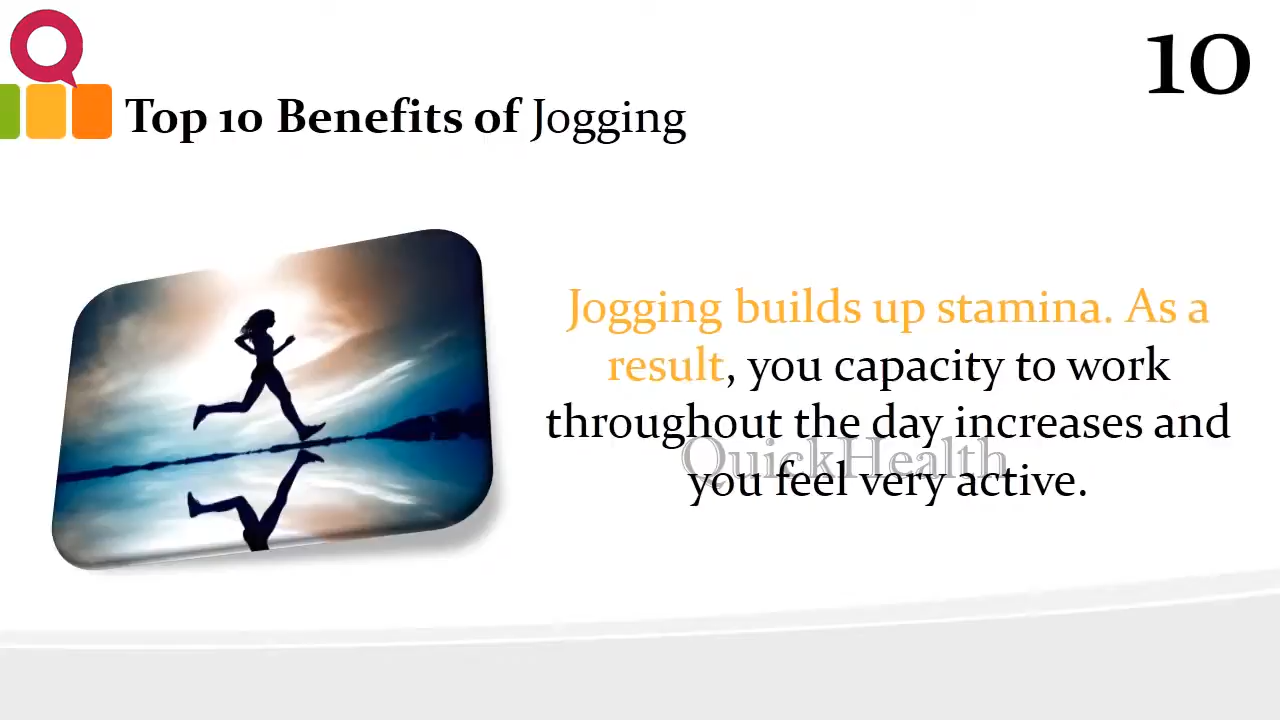 10
Top 10 Benefits of Jogging
Jogging builds up stamina. As a
result, you capacity to work
throughout the day increases and
QuickHealth
you feel very active.